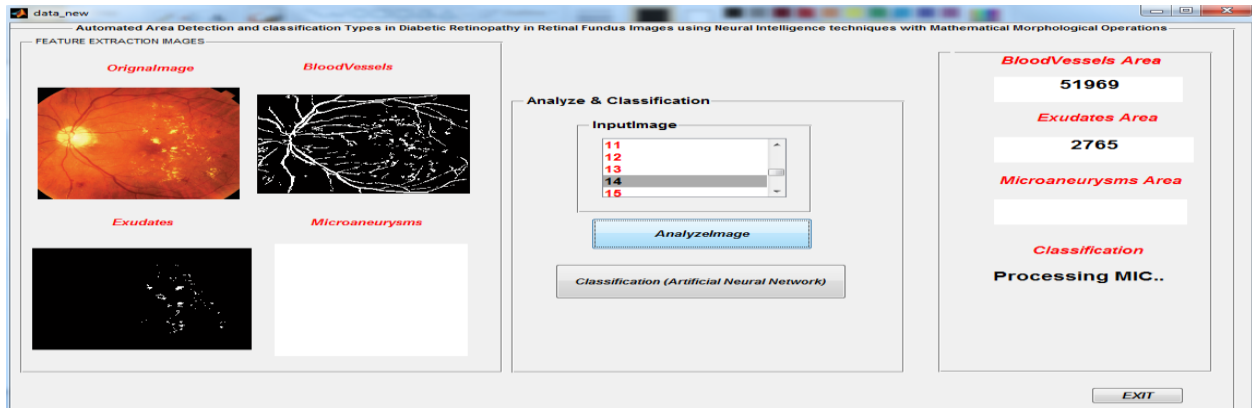 data_new
Automated Area Detection and classification Types in Diabetic Retinopathy in Retinal Fundus Images using Neural Intelligence techniques with Mathematical Morphological Operations
FEATURE EXTRACTION IMAGES
OrignaImage
BloodVessels
Exudates
Microaneurysms
Analyze & Classification
InputImage
11
12
13
14
15
AnalyzeImage
Classification (Artificial Neural Network)
BloodVessels Area
51969
Exudates Area
2765
Microaneurysms Area
Classification
Processing MIC..
EXIT